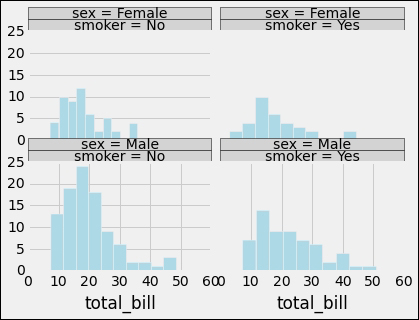 sex = Female
sex = Female
smoker = No
smoker = Yes
25
20
15
10
5
0
sex = Male
sex = Male
smoker = No
smoker = Yes
25
20
15
10
5
0
0 10 20 30 40 50 60
0 10 20 30 40 50 60
total_bill
total_bill